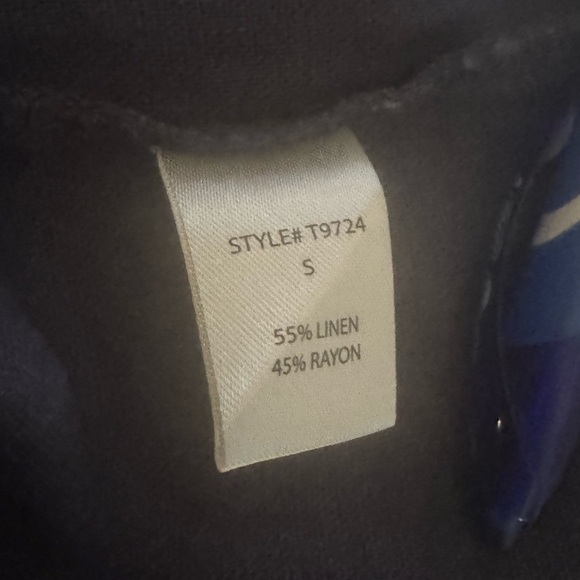 STYLE# T9724
S
55% LINEN
45% RAYON